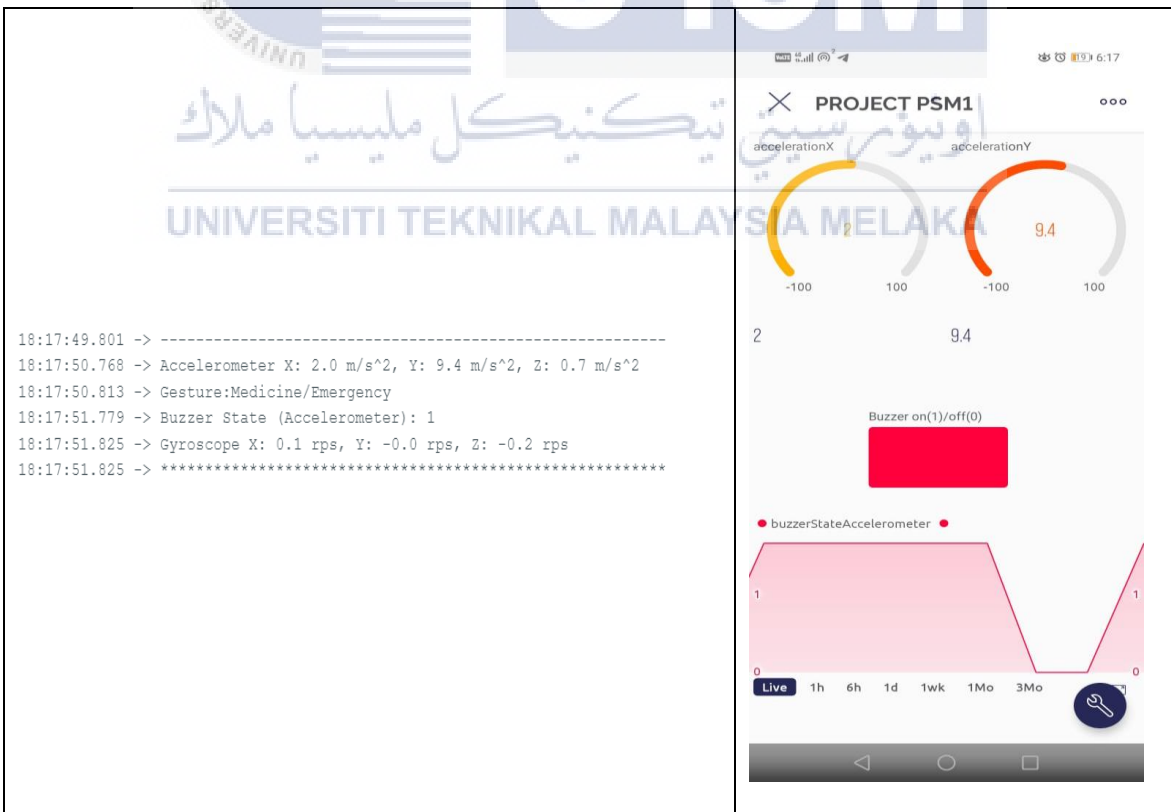 UNIVERS
UTeM
اونيۏرسيتي تيكنيكل مليسيا ملاك
UNIVERSITI TEKNIKAL MALAYSIA MELAKA
18:17:49.801 -> --------------------------------------------------------
18:17:50.768 -> Accelerometer X: 2.0 m/s^2, Y: 9.4 m/s^2, Z: 0.7 m/s^2
18:17:50.813 -> Gesture:Medicine/Emergency
18:17:51.779 -> Buzzer State (Accelerometer): 1
18:17:51.825 -> Gyroscope X: 0.1 rps, Y: -0.0 rps, Z: -0.2 rps
18:17:51.825 -> ********************************************************
19 6:17
PROJECT PSM1
accelerationX accelerationY
2 9.4
-100 100 -100 100
2 9.4
Buzzer on(1)/off(0)
buzzerStateAccelerometer
1 1
0 0
Live 1h 6h 1d 1wk 1Mo 3Mo